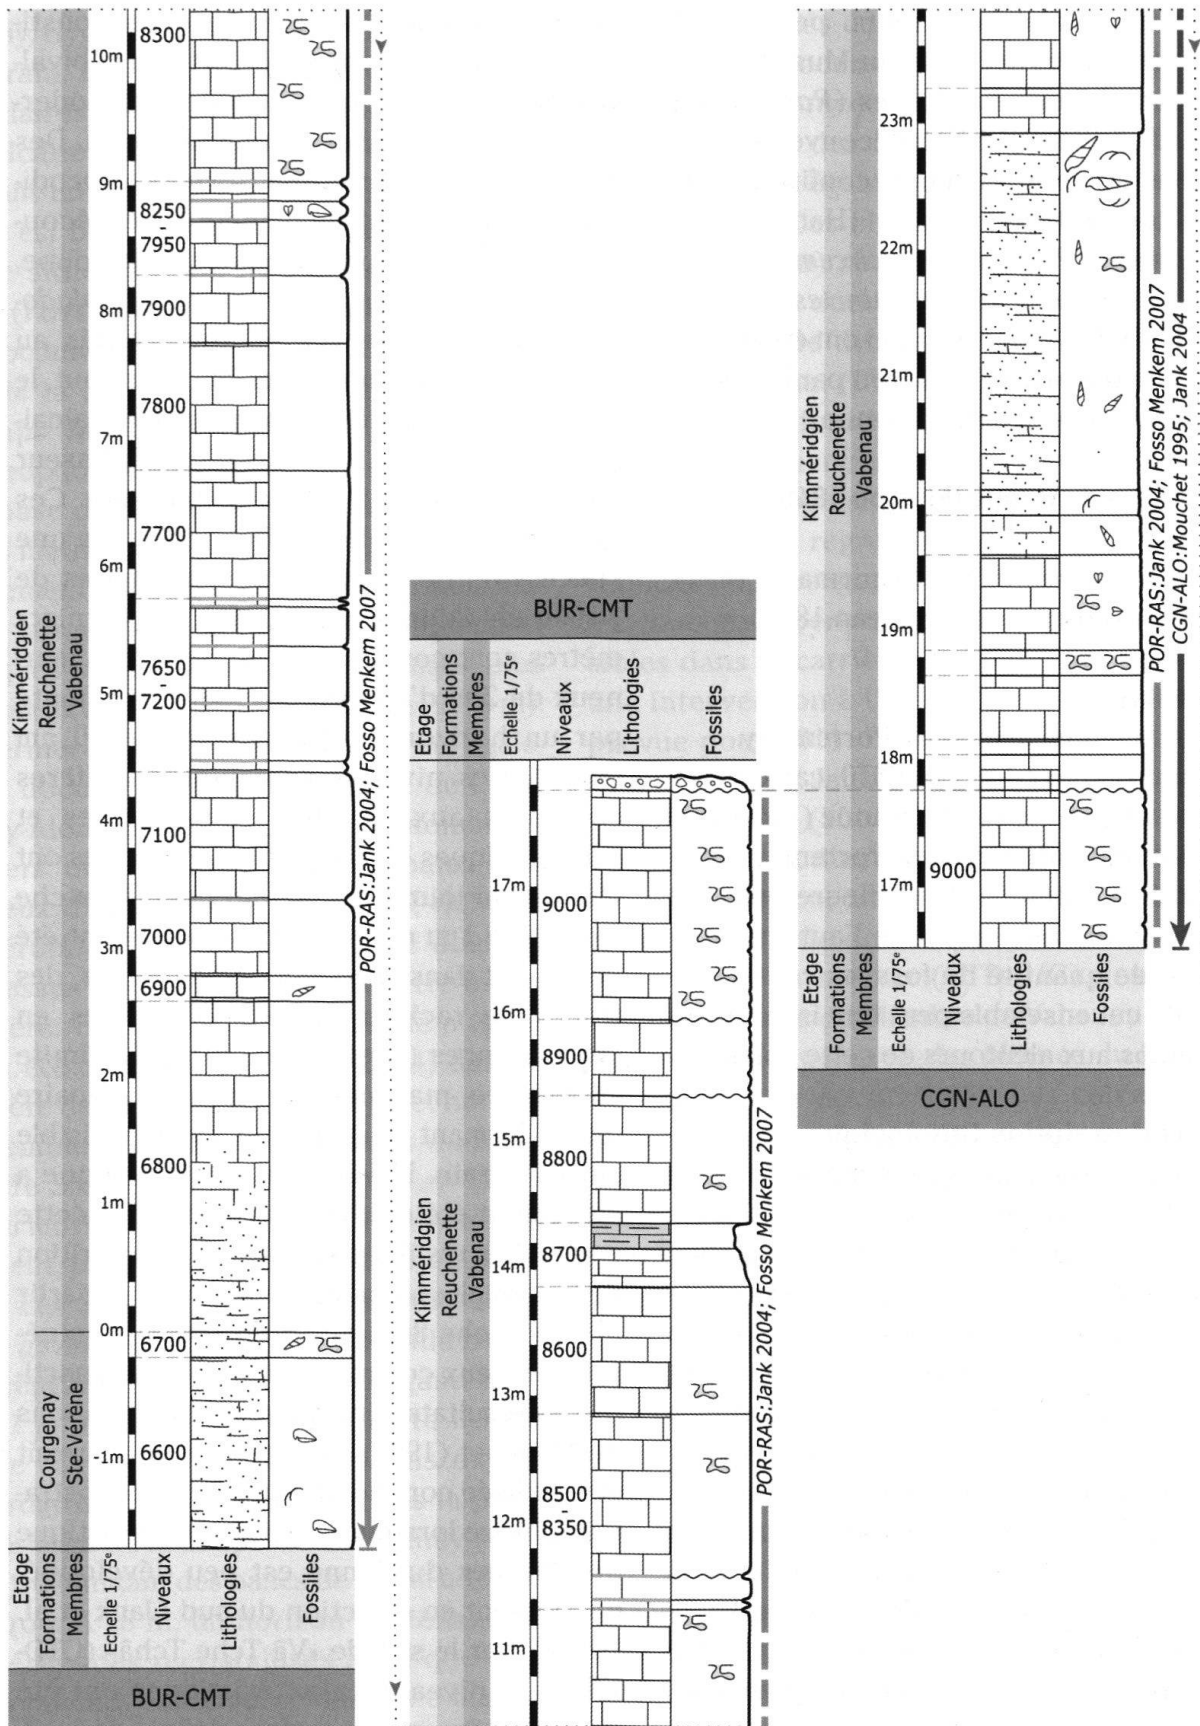 8300
10m
9m
8250
-
7950
8m
7900
7800
7m
7700
6m
7650
-
7200
5m
4m
7100
7000
3m
6900
2m
6800
1m
0m
6700
-1m
6600
Kimméridgien
Reuchenette
Vabenau
Courgenay
Ste-Vérène
POR-RAS:Jank 2004; Fosso Menkem 2007
Etage
Formations
Membres
Echelle 1/75e
Niveaux
Lithologies
Fossiles
BUR-CMT
BUR-CMT
Etage
Formations
Membres
Echelle 1/75e
Niveaux
Lithologies
Fossiles
17m
9000
16m
8900
15m
8800
8700
14m
8600
13m
8500
-
8350
12m
11m
Kimméridgien
Reuchenette
Vabenau
POR-RAS:Jank 2004; Fosso Menkem 2007
23m
22m
21m
20m
19m
18m
17m
9000
Kimméridgien
Reuchenette
Vabenau
POR-RAS:Jank 2004; Fosso Menkem 2007
CGN-ALO:Mouchet 1995; Jank 2004
Etage
Formations
Membres
Echelle 1/75e
Niveaux
Lithologies
Fossiles
CGN-ALO